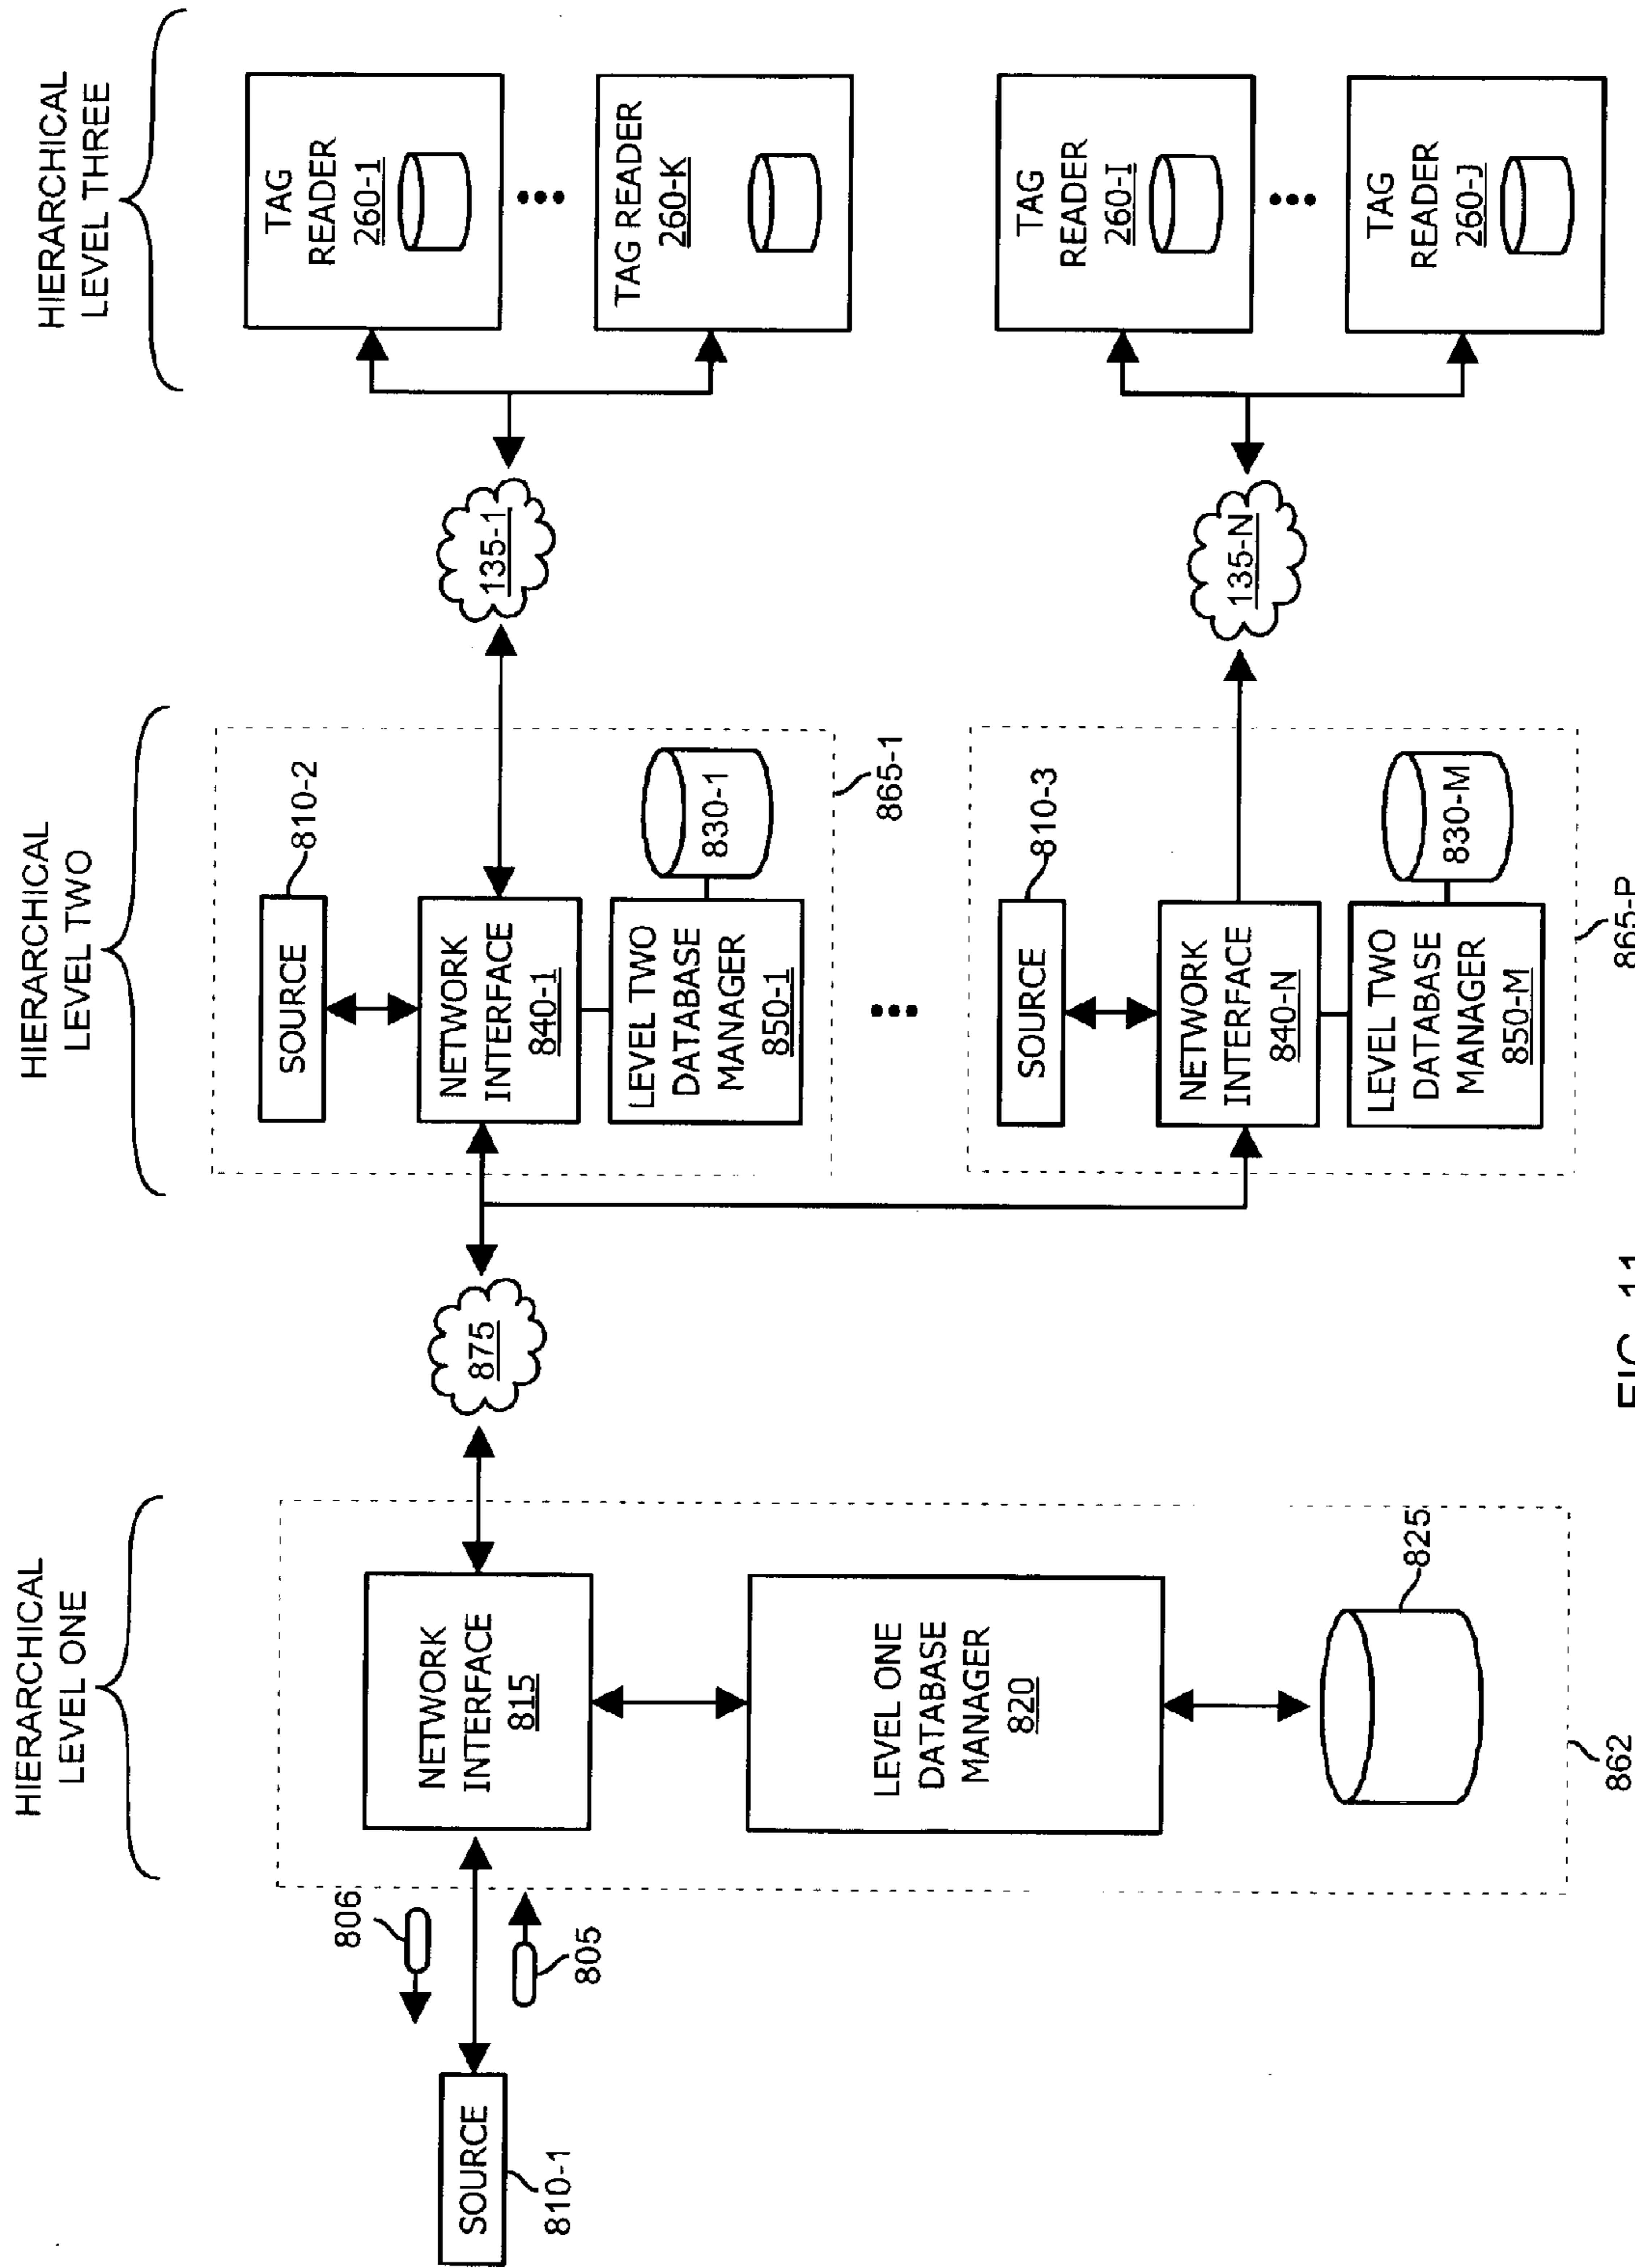 HIERARCHICAL
LEVEL ONE
HIERARCHICAL
LEVEL TWO
HIERARCHICAL
LEVEL THREE
SOURCE
810-1
806
805
NETWORK
INTERFACE
815
LEVEL ONE
DATABASE
MANAGER
820
825
862
875
SOURCE
810-2
NETWORK
INTERFACE
840-1
LEVEL TWO
DATABASE
MANAGER
850-1
830-1
865-1
SOURCE
810-3
NETWORK
INTERFACE
840-N
LEVEL TWO
DATABASE
MANAGER
850-M
830-M
865-P
135-1
135-N
TAG
READER
260-1
TAG READER
260-K
TAG
READER
260-I
TAG
READER
260-J
FIG. 11